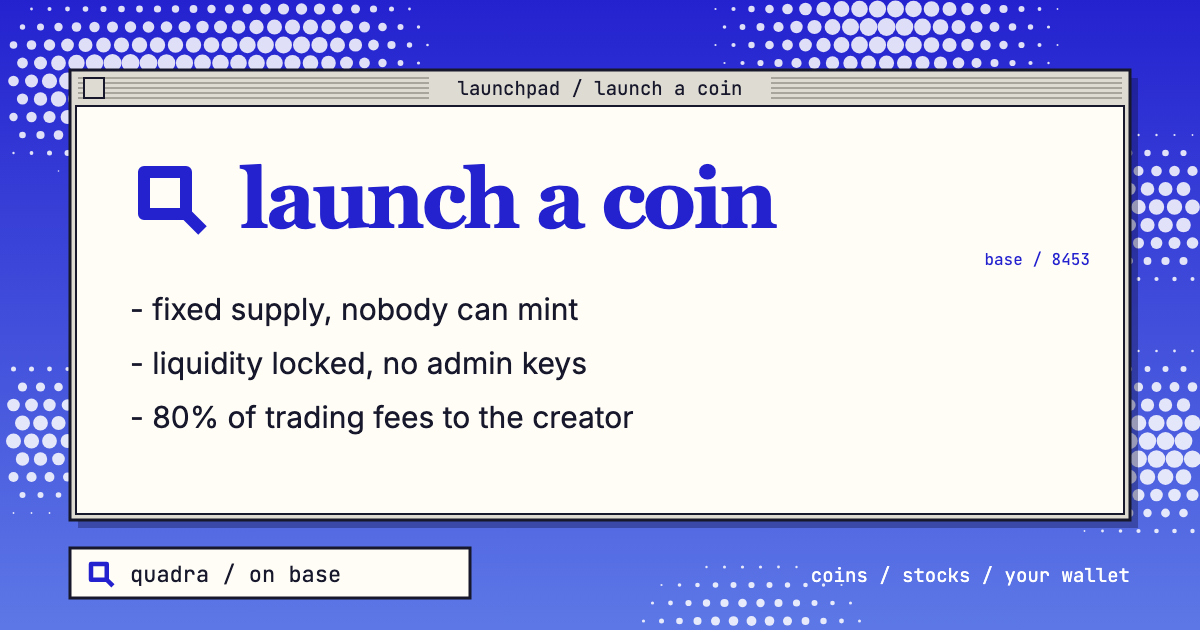 launchpad / launch a coin
launch a coin
base / 8453
- fixed supply, nobody can mint
- liquidity locked, no admin keys
- 80% of trading fees to the creator
quadra / on base
coins / stocks / your wallet